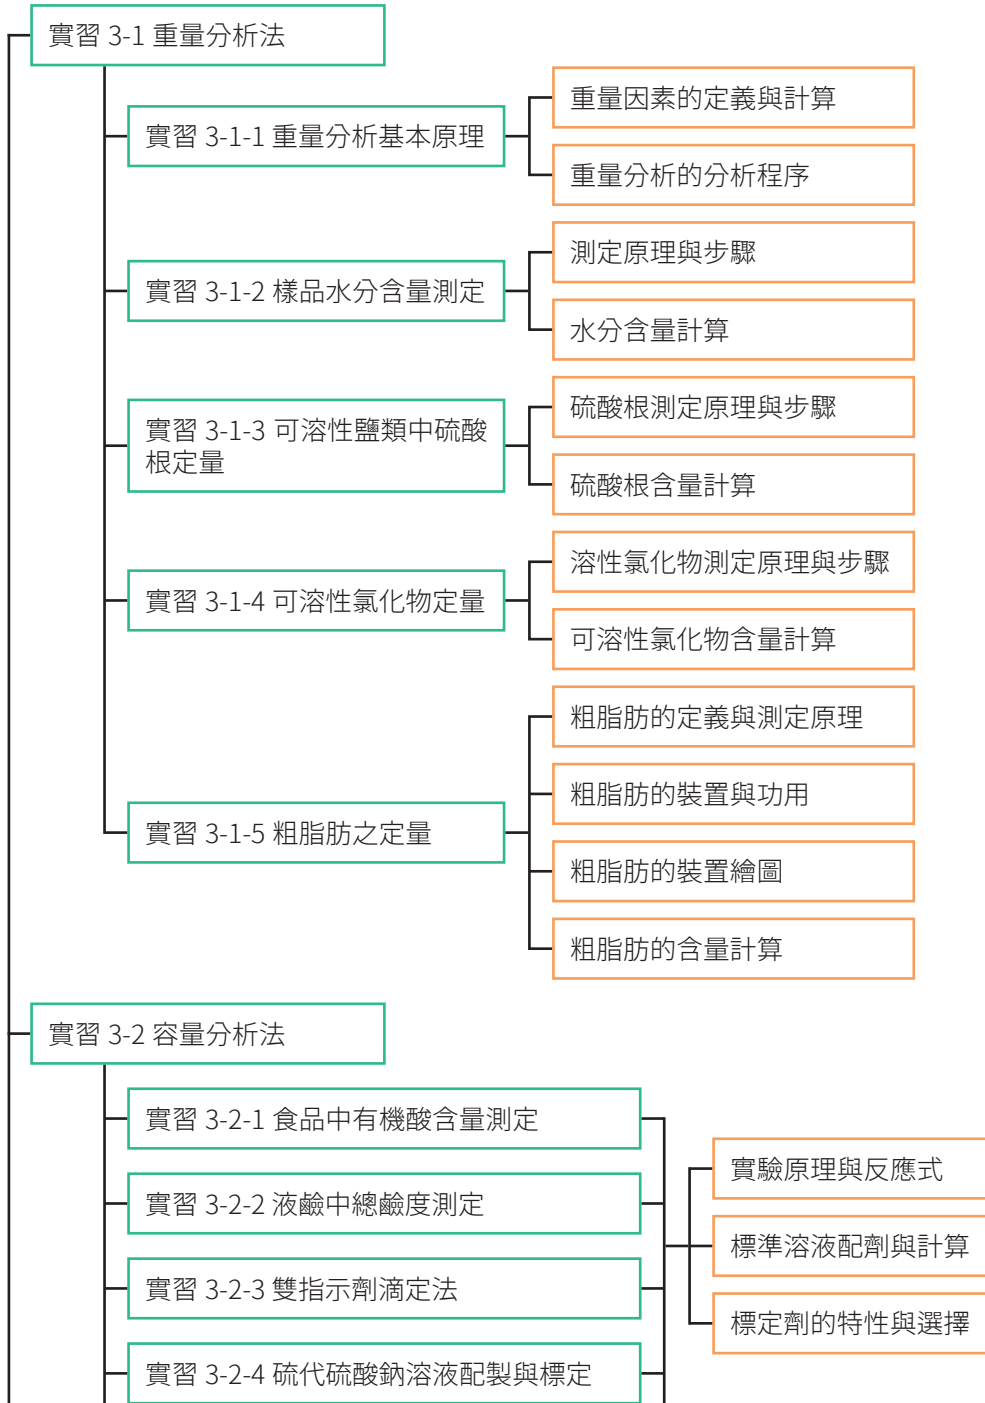 實習 3-1 重量分析法
實習 3-1-1 重量分析基本原理
重量因素的定義與計算
重量分析的分析程序
實習 3-1-2 樣品水分含量測定
測定原理與步驟
水分含量計算
實習 3-1-3 可溶性鹽類中硫酸
根定量
硫酸根測定原理與步驟
硫酸根含量計算
實習 3-1-4 可溶性氯化物定量
溶性氯化物測定原理與步驟
可溶性氯化物含量計算
實習 3-1-5 粗脂肪之定量
粗脂肪的定義與測定原理
粗脂肪的裝置與功用
粗脂肪的裝置繪圖
粗脂肪的含量計算
實習 3-2 容量分析法
實習 3-2-1 食品中有機酸含量測定
實習 3-2-2 液鹼中總鹼度測定
實習 3-2-3 雙指示劑滴定法
實習 3-2-4 硫代硫酸鈉溶液配製與標定
實驗原理與反應式
標準溶液配劑與計算
標定劑的特性與選擇